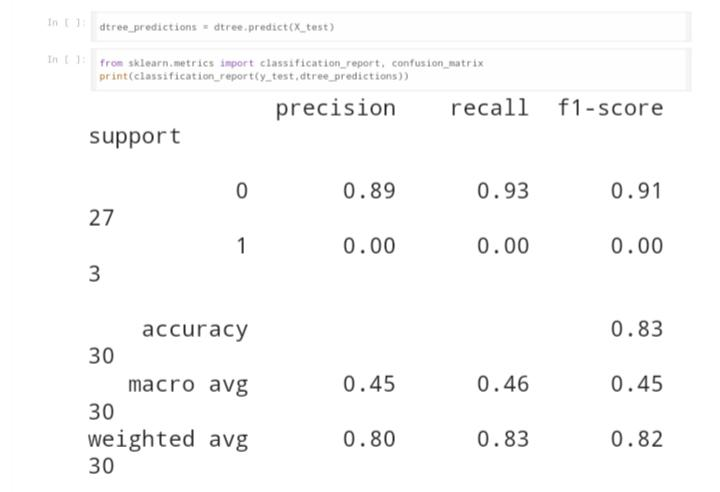 In [ ]: dtree_predictions = dtree.predict(X_test)
In [ ]: from sklearn.metrics import classification_report, confusion_matrix
print(classification_report(y_test,dtree_predictions))
precision recall f1-score
support
0 0.89 0.93 0.91
27
1 0.00 0.00 0.00
3
accuracy 0.83
30
macro avg 0.45 0.46 0.45
30
weighted avg 0.80 0.83 0.82
30